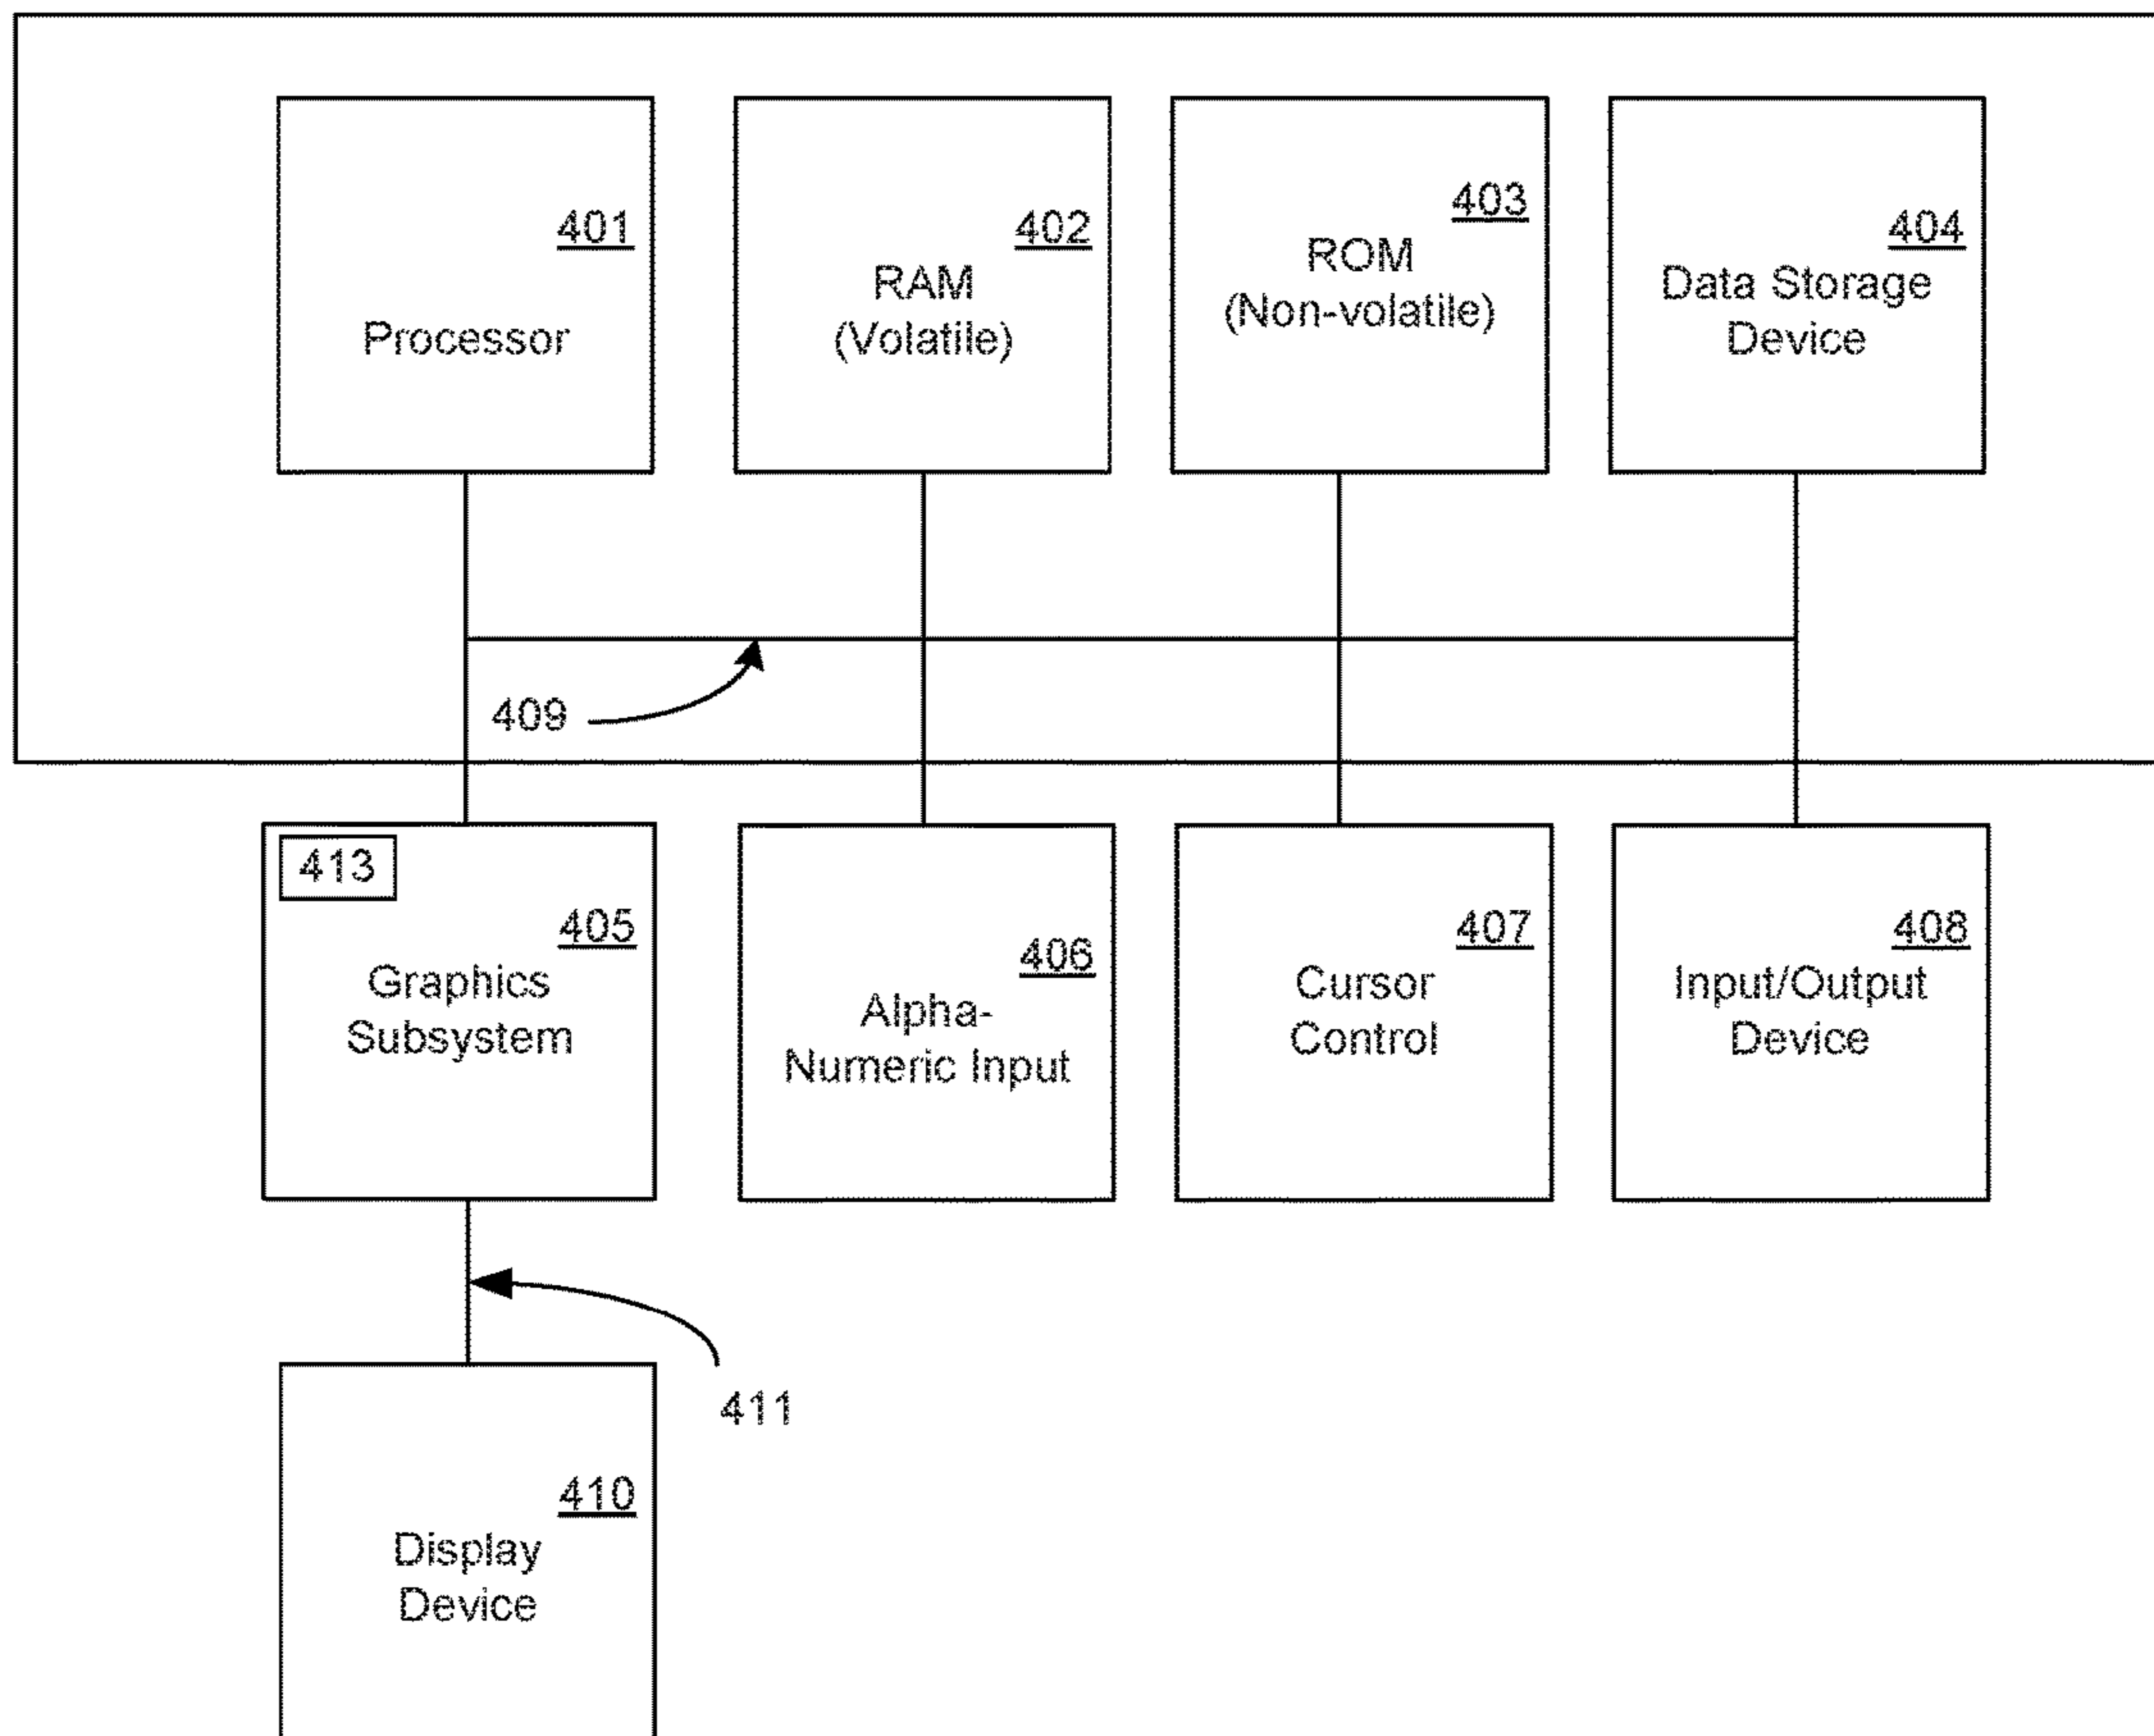 401
Processor
402
RAM
(Volatile)
403
ROM
(Non-volatile)
404
Data Storage
Device
409
413
405
Graphics
Subsystem
406
Alpha-
Numeric Input
407
Cursor
Control
408
Input/Output
Device
411
410
Display
Device